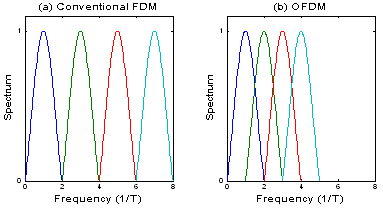 (a) Conventional FDM
1
Spectrum
0
0 2 4 6 8
Frequency (1/T)
(b) OFDM
1
Spectrum
0
0 2 4 6 8
Frequency (1/T)